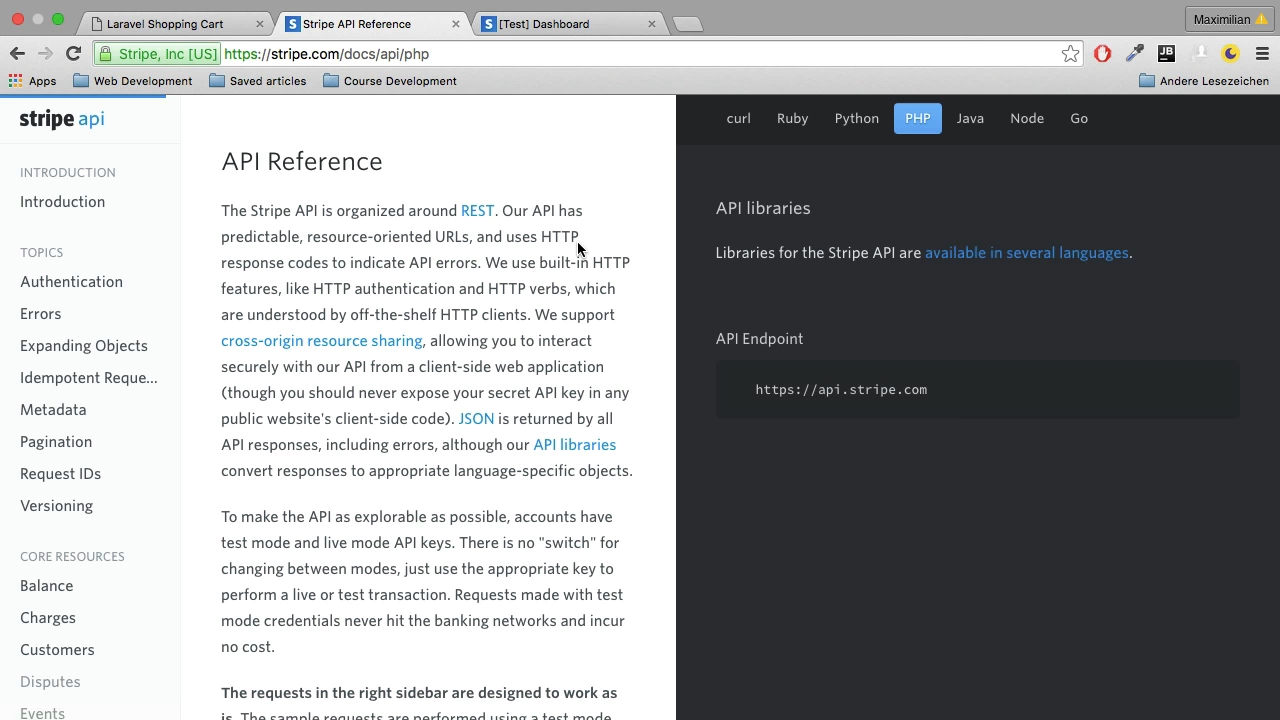 Laravel Shopping Cart
Stripe API Reference
[Test] Dashboard
Maximilian
Stripe, Inc [US] https://stripe.com/docs/api/php
JB
Apps
Web Development
Saved articles
Course Development
Andere Lesezeichen
stripe api
INTRODUCTION
Introduction
TOPICS
Authentication
Errors
Expanding Objects
Idempotent Reque...
Metadata
Pagination
Request IDs
Versioning
CORE RESOURCES
Balance
Charges
Customers
Disputes
Events
API Reference
The Stripe API is organized around REST. Our API has
predictable, resource-oriented URLs, and uses HTTP
response codes to indicate API errors. We use built-in HTTP
features, like HTTP authentication and HTTP verbs, which
are understood by off-the-shelf HTTP clients. We support
cross-origin resource sharing, allowing you to interact
securely with our API from a client-side web application
(though you should never expose your secret API key in any
public website's client-side code). JSON is returned by all
API responses, including errors, although our API libraries
convert responses to appropriate language-specific objects.
To make the API as explorable as possible, accounts have
test mode and live mode API keys. There is no "switch" for
changing between modes, just use the appropriate key to
perform a live or test transaction. Requests made with test
mode credentials never hit the banking networks and incur
no cost.
The requests in the right sidebar are designed to work as
is. The sample requests are performed using a test mode
curl
Ruby
Python
PHP
Java
Node
Go
API libraries
Libraries for the Stripe API are available in several languages.
API Endpoint
https://api.stripe.com